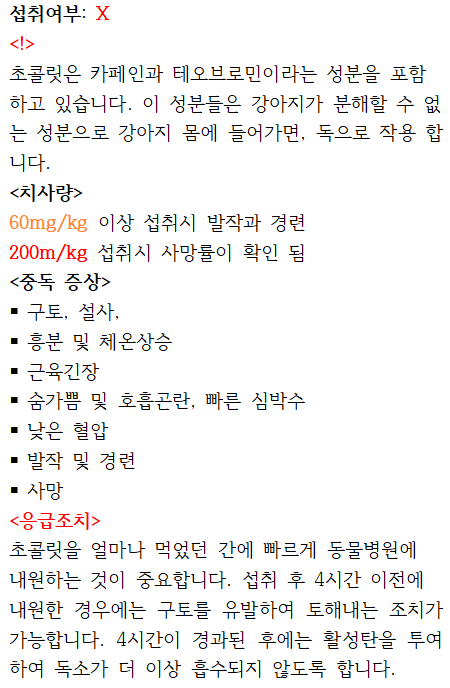 섭취여부: X
<!>
초콜릿은 카페인과 테오브로민이라는 성분을 포함
하고 있습니다. 이 성분들은 강아지가 분해할 수 없
는 성분으로 강아지 몸에 들어가면, 독으로 작용 합
니다.
<치사량>
60mg/kg 이상 섭취시 발작과 경련
200m/kg 섭취시 사망률이 확인 됨
<중독 증상>
▪ 구토, 설사,
▪ 흥분 및 체온상승
▪ 근육긴장
▪ 숨가쁨 및 호흡곤란, 빠른 심박수
▪ 낮은 혈압
▪ 발작 및 경련
▪ 사망
<응급조치>
초콜릿을 얼마나 먹었던 간에 빠르게 동물병원에
내원하는 것이 중요합니다. 섭취 후 4시간 이전에
내원한 경우에는 구토를 유발하여 토해내는 조치가
가능합니다. 4시간이 경과된 후에는 활성탄을 투여
하여 독소가 더 이상 흡수되지 않도록 합니다.